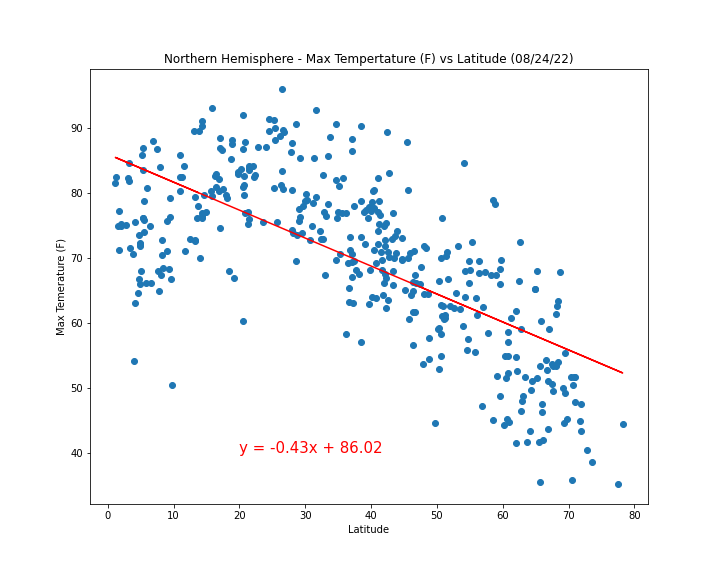 Northern Hemisphere - Max Tempertature (F) vs Latitude (08/24/22)
90
80
70
60
50
40
Max Temerature (F)
y = -0.43x + 86.02
0 10 20 30 40 50 60 70 80
Latitude